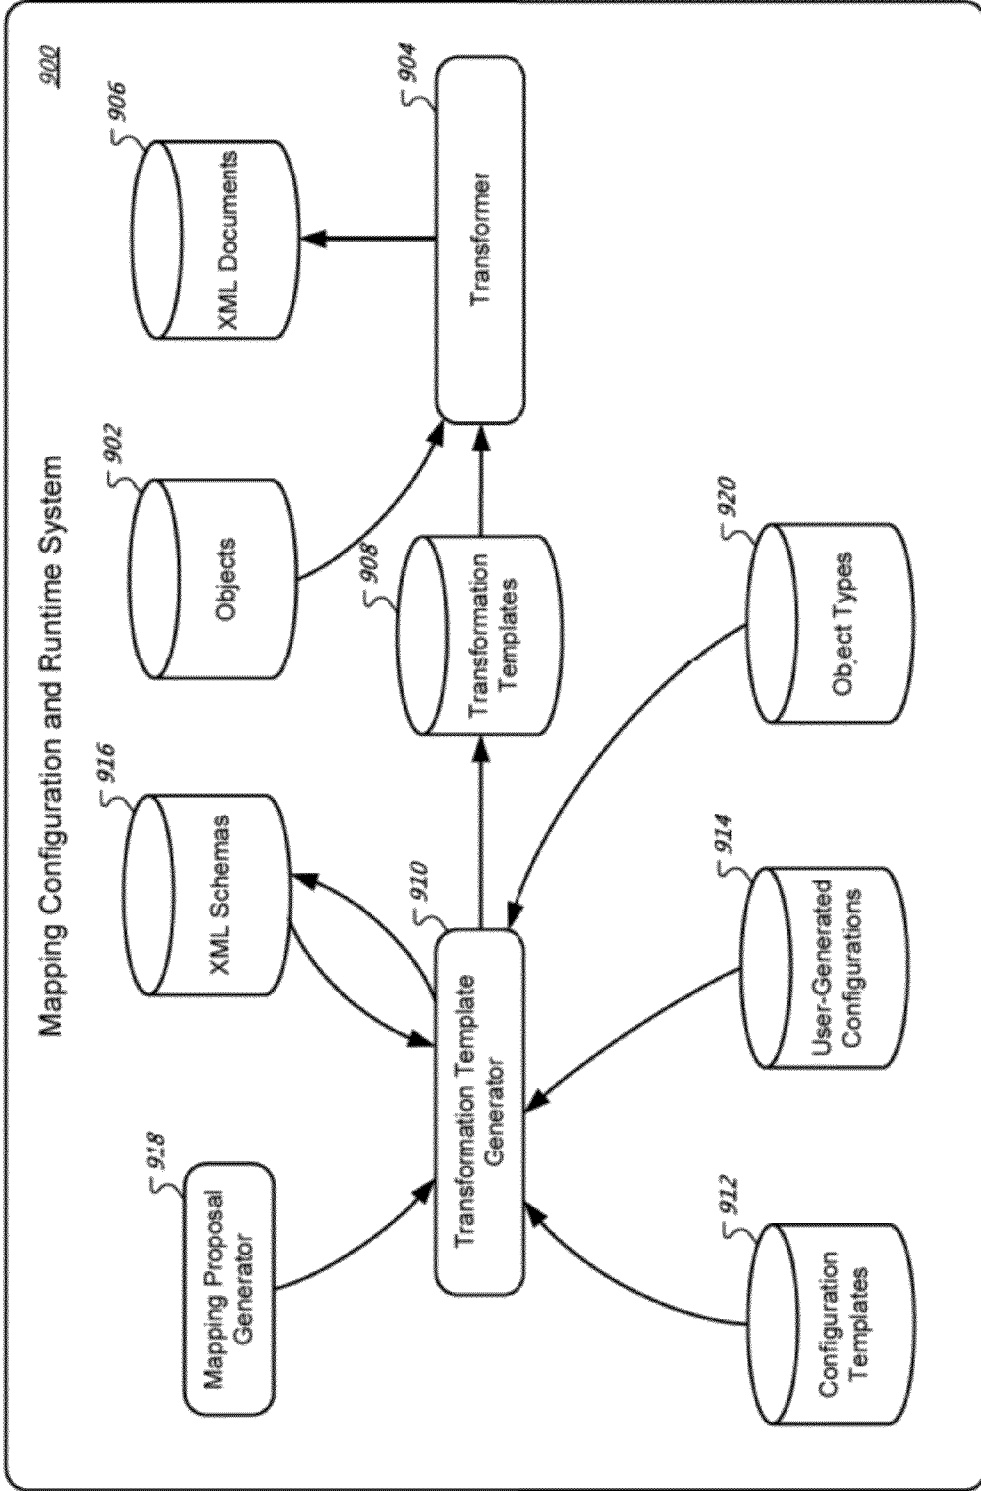 Mapping Configuration and Runtime System
900
918
Mapping Proposal
Generator
916
XML Schemas
902
Objects
906
XML Documents
910
Transformation Template
Generator
908
Transformation
Templates
904
Transformer
912
Configuration
Templates
914
User-Generated
Configurations
920
Object Types